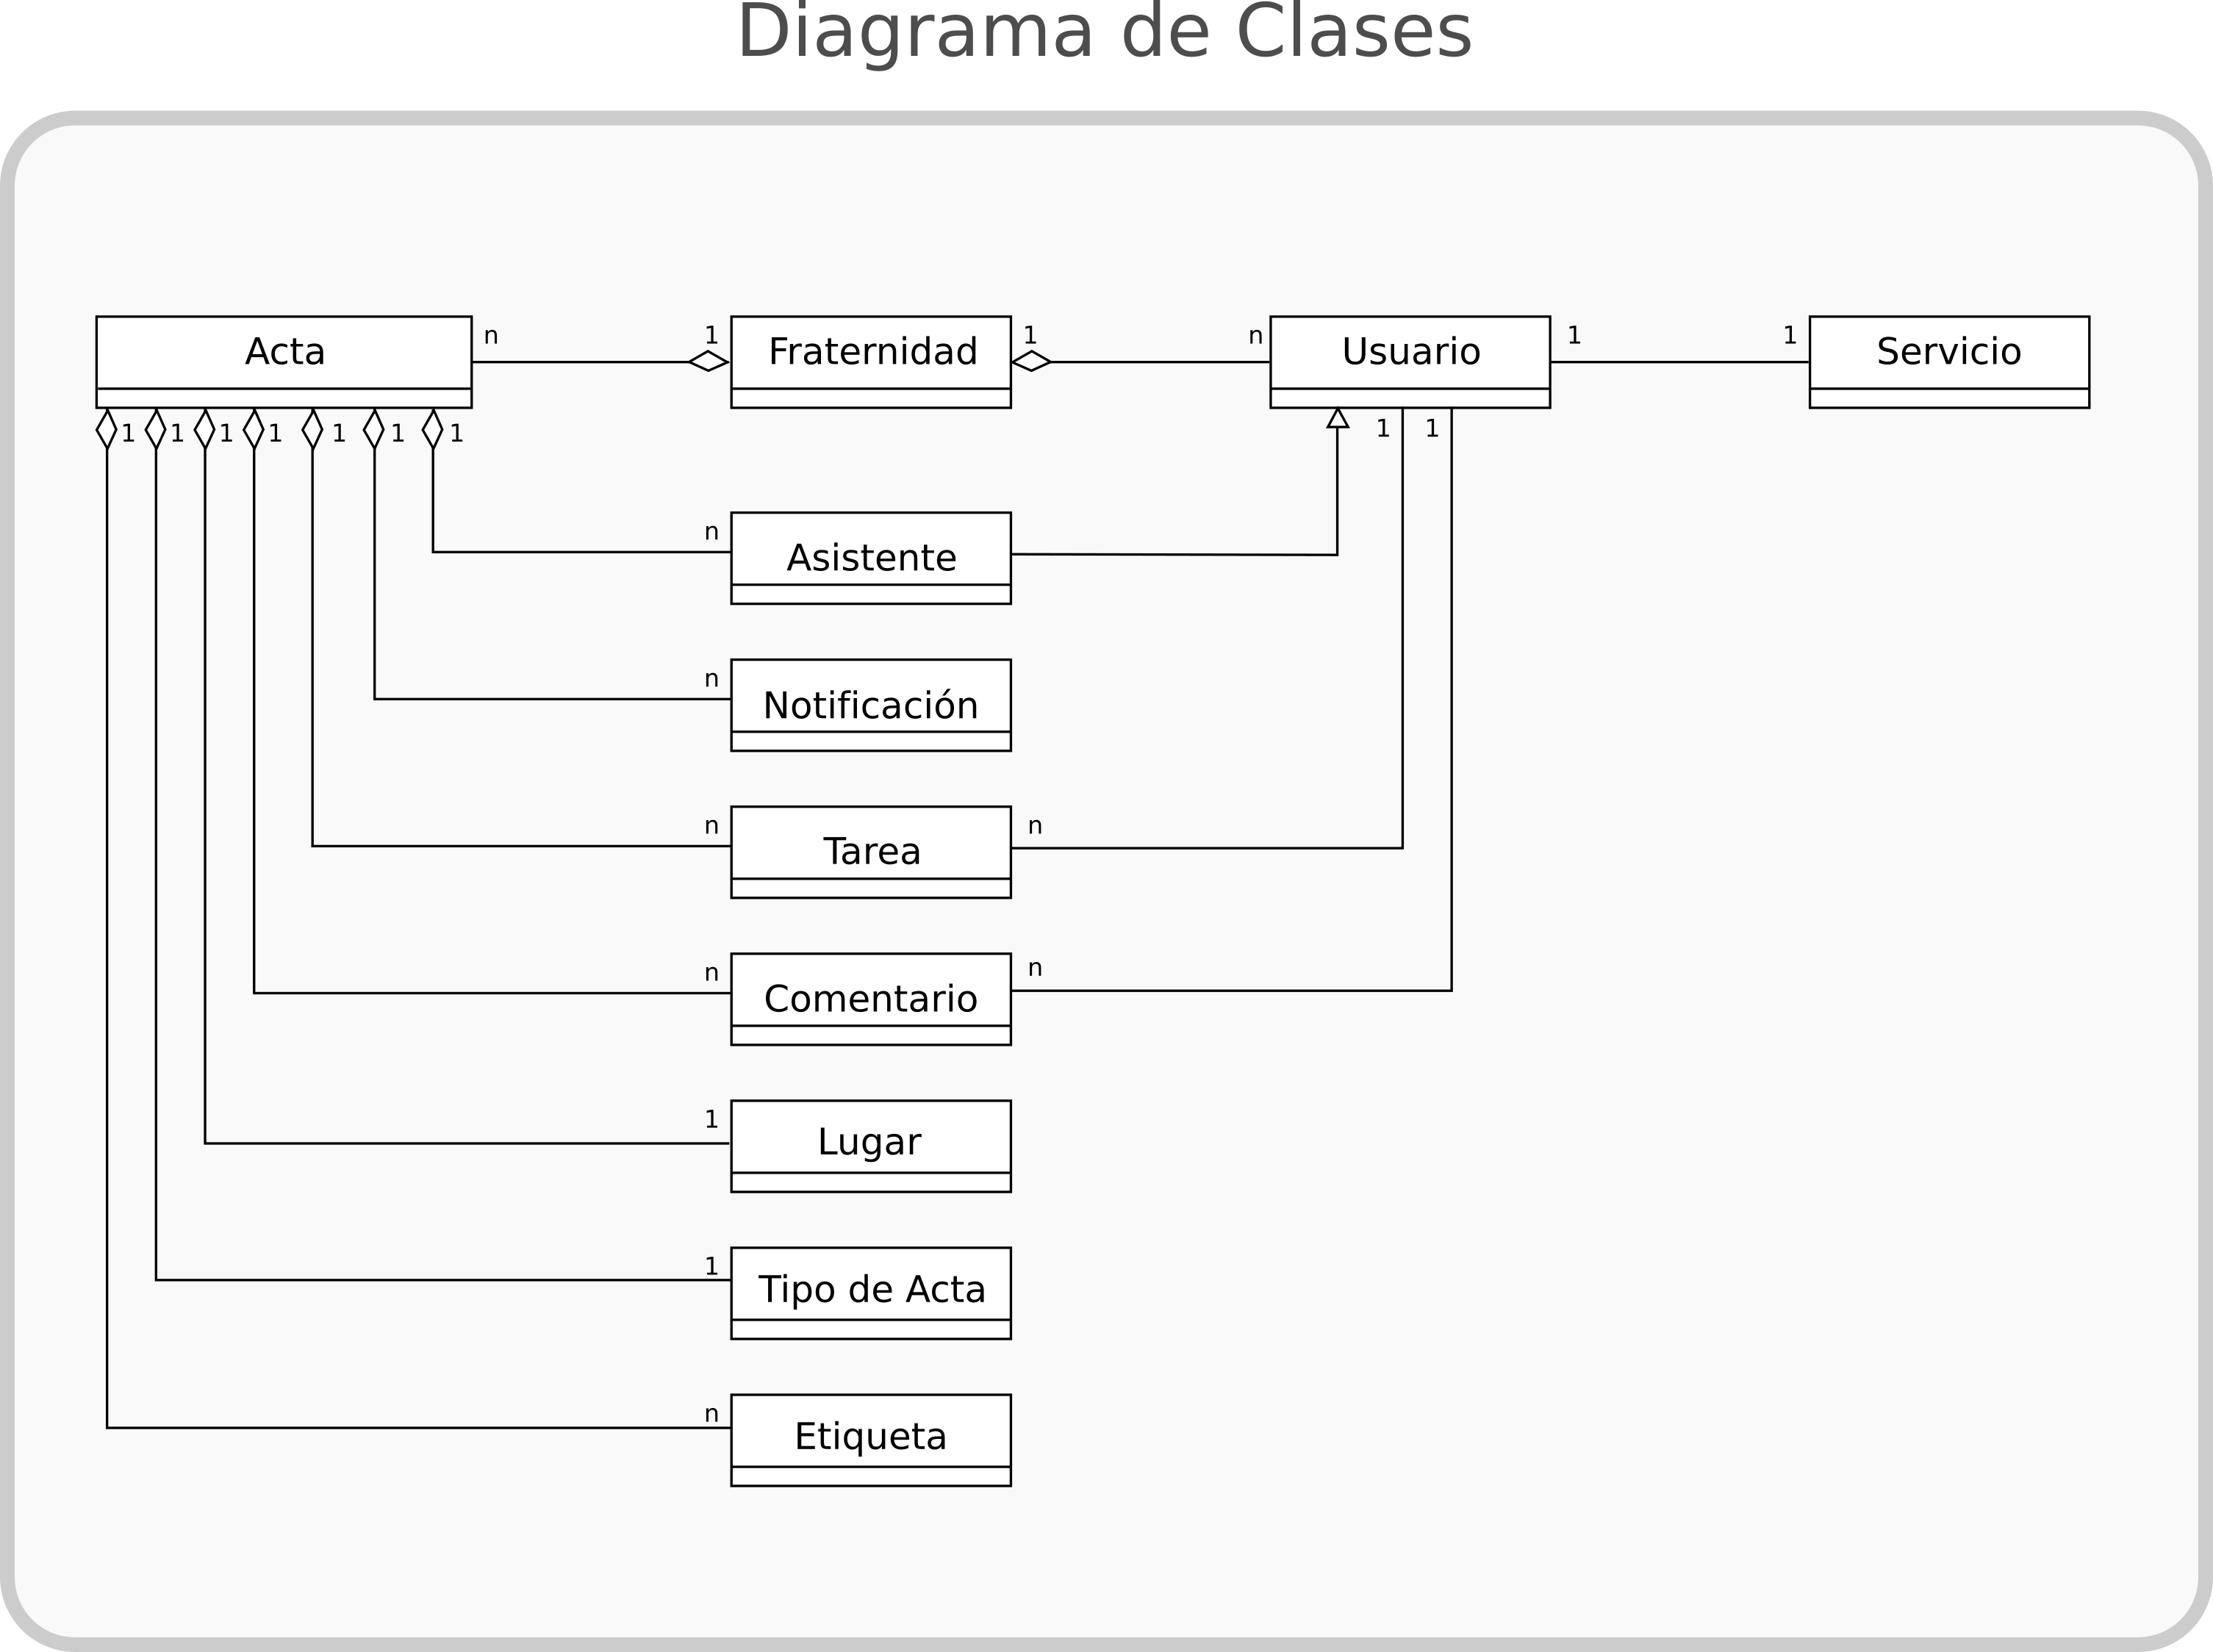 Diagrama de Clases
Acta
n
1
Fraternidad
1
n
Usuario
1
1
Servicio
1
1
1
1
1
1
1
1
1
n
Asistente
n
Notificación
n
Tarea
n
n
Comentario
n
1
Lugar
1
Tipo de Acta
n
Etiqueta